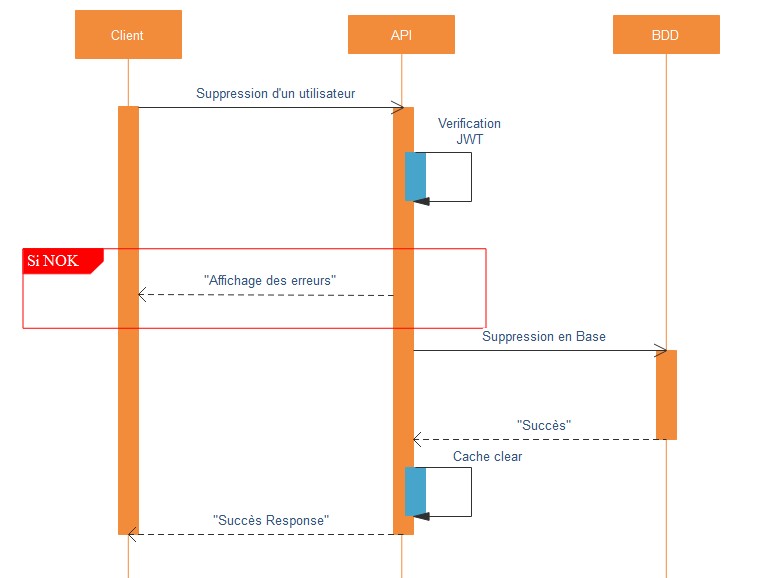 Client
API
BDD
Suppression d'un utilisateur
Verification
JWT
Si NOK
"Affichage des erreurs"
Suppression en Base
"Succès"
Cache clear
"Succès Response"